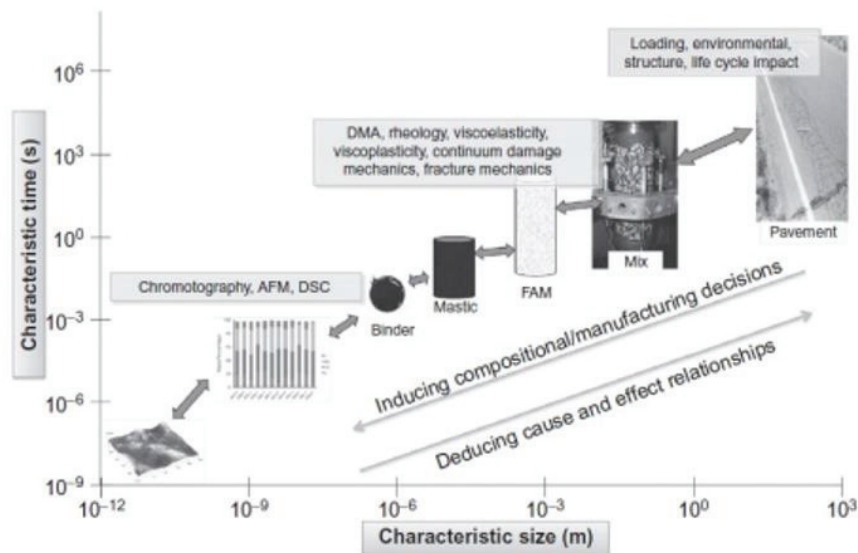 Loading, environmental,
structure, life cycle impact
DMA, rheology, viscoelasticity,
viscoplasticity, continuum damage
mechanics, fracture mechanics
Chromotography, AFM, DSC
Binder
Mastic
FAM
Mix
Pavement
Inducing compositional/manufacturing decisions
Deducing cause and effect relationships
Characteristic time (s)
10⁶
10³
10⁰
10⁻³
10⁻⁶
10⁻⁹
10⁻¹² 10⁻⁹ 10⁻⁶ 10⁻³ 10⁰ 10³
Characteristic size (m)